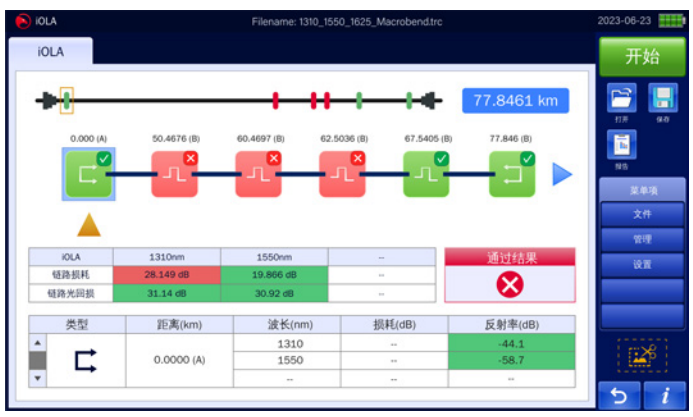 iOLA Filename: 1310_1550_1625_Macrobend.trc 2023-06-23
iOLA
开始
77.8461 km
打开 保存
0.000 (A) 50.4676 (B) 60.4697 (B) 62.5036 (B) 67.5405 (B) 77.846 (B)
报告
菜单项
文件
管理
设置
iOLA 1310nm 1550nm -- 通过结果
链路损耗 28.149 dB 19.866 dB --
链路光回损 31.14 dB 30.92 dB --
类型 距离(km) 波长(nm) 损耗(dB) 反射率(dB)
1310 -- -44.1
0.0000 (A) 1550 -- -58.7
-- -- --